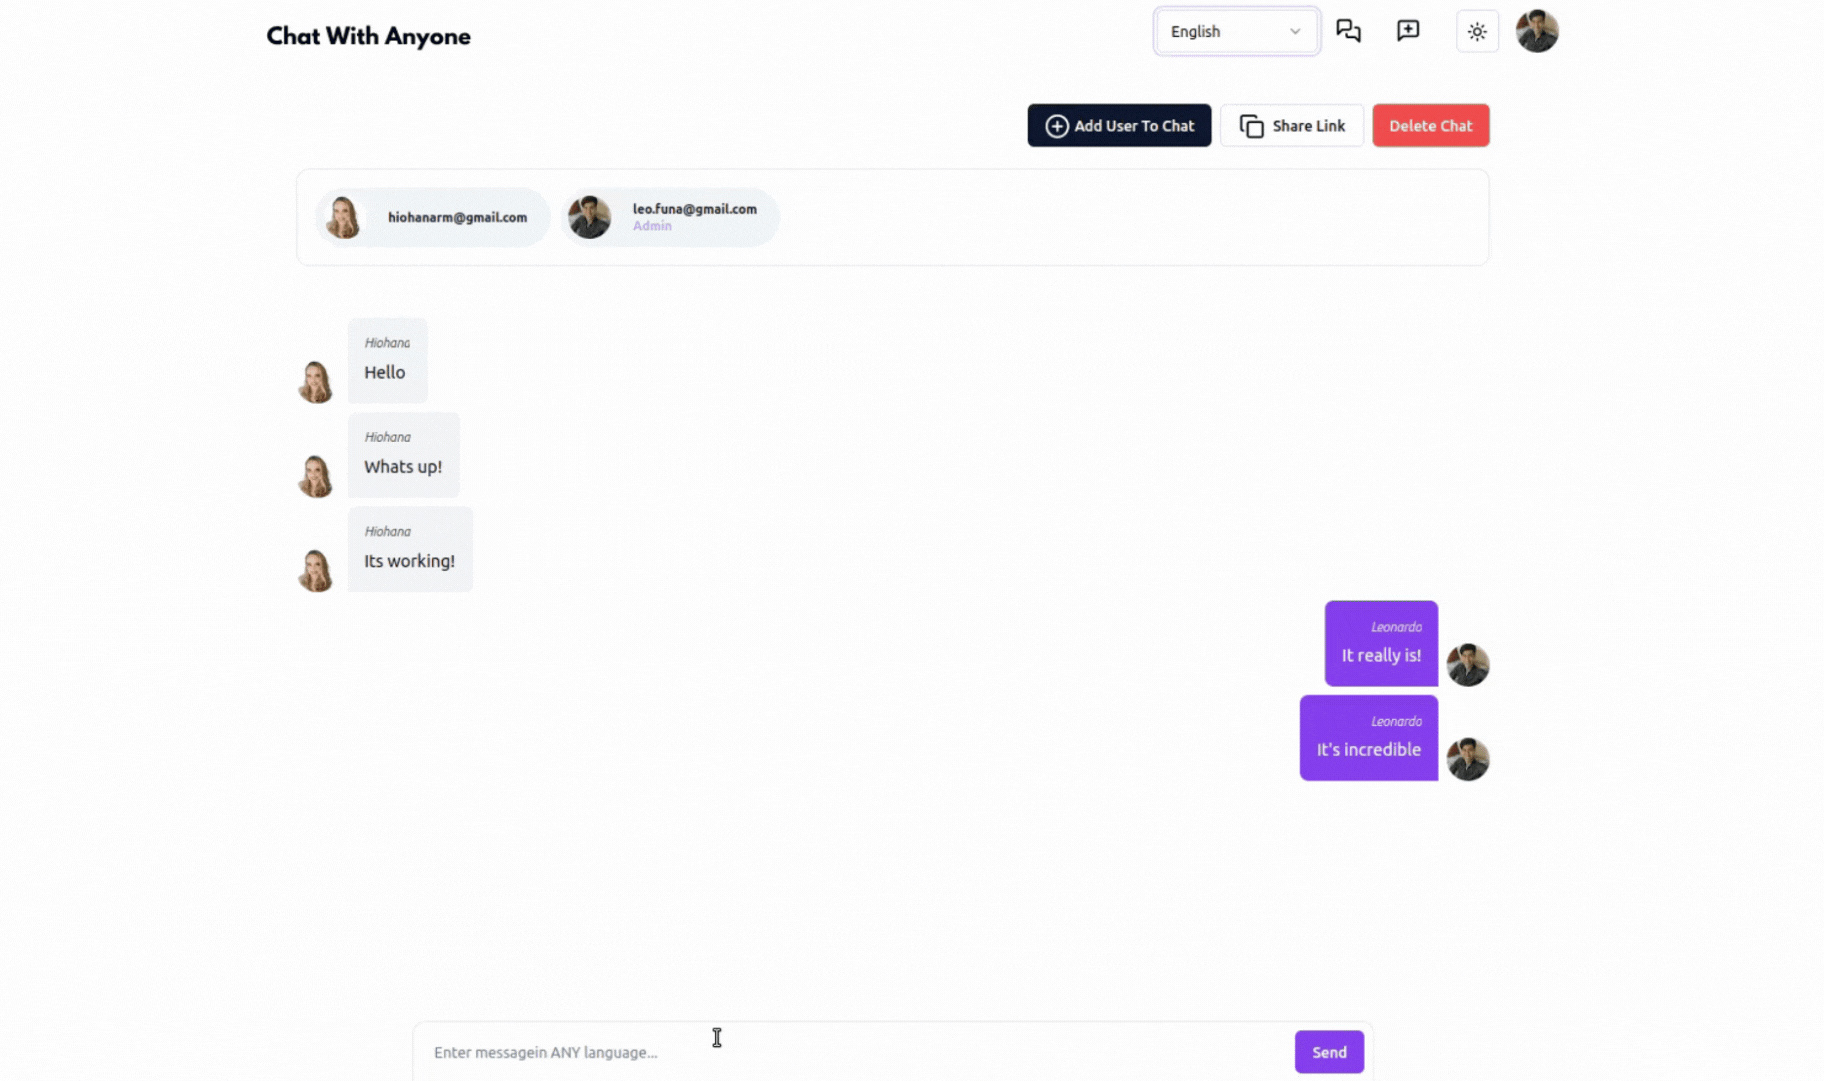 Chat With Anyone
English
Add User To Chat
Share Link
Delete Chat
hiohanarm@gmail.com
leo.funa@gmail.com
Admin
Hiohana
Hello
Hiohana
Whats up!
Hiohana
Its working!
Leonardo
It really is!
Leonardo
It's incredible
Enter messagein ANY language...
Send